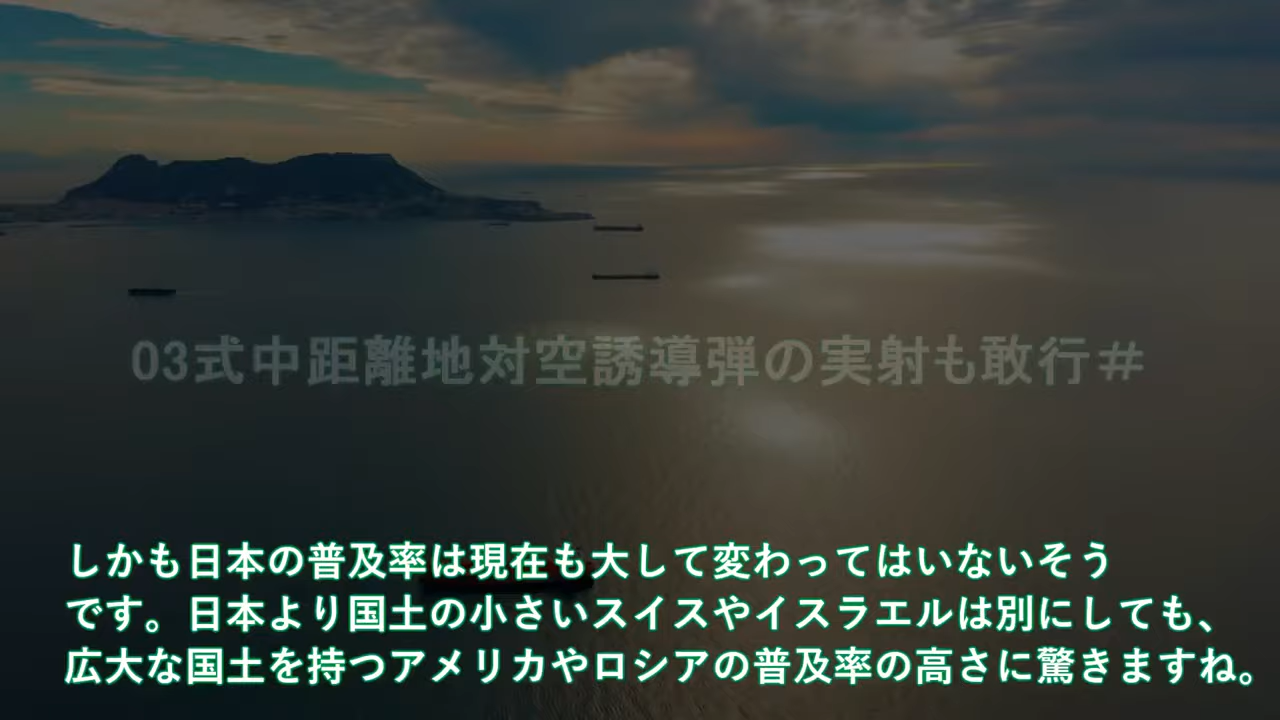 03式中距離地対空誘導弾の実射も敢行＃
しかも日本の普及率は現在も大して変わってはいないそう
です。日本より国土の小さいスイスやイスラエルは別にしても、
広大な国土を持つアメリカやロシアの普及率の高さに驚きますね。